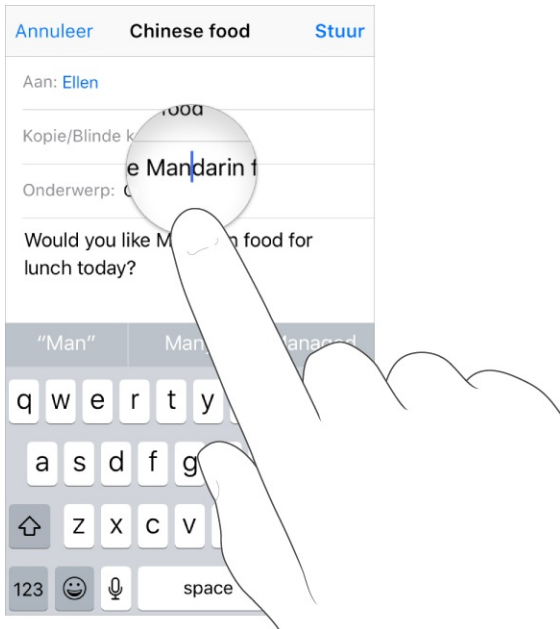 Annuleer Chinese food Stuur
Aan: Ellen
food
Kopie/Blinde
e Mandarin f
Onderwerp:
Would you like food for
lunch today?
"Man"
q w e r t y
a s d f g
z x c v
123 space